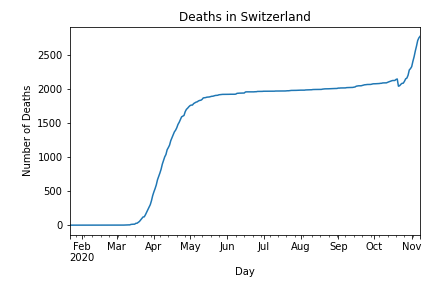 Deaths in Switzerland
Number of Deaths
2500
2000
1500
1000
500
0
Feb Mar Apr May Jun Jul Aug Sep Oct Nov
2020
Day